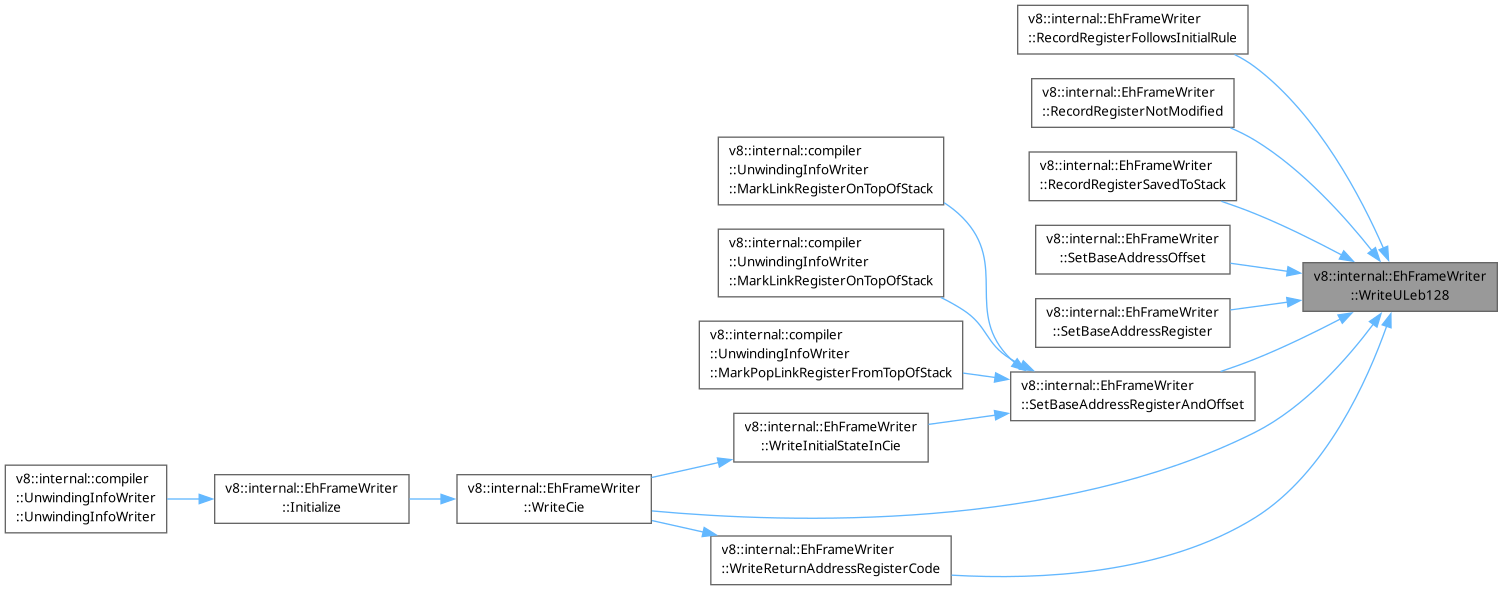 v8::internal::EhFrameWriter
::RecordRegisterFollowsInitialRule
v8::internal::EhFrameWriter
::RecordRegisterNotModified
v8::internal::compiler
::UnwindingInfoWriter
::MarkLinkRegisterOnTopOfStack
v8::internal::EhFrameWriter
::RecordRegisterSavedToStack
v8::internal::compiler
::UnwindingInfoWriter
::MarkLinkRegisterOnTopOfStack
v8::internal::EhFrameWriter
::SetBaseAddressOffset
v8::internal::EhFrameWriter
::WriteULeb128
v8::internal::EhFrameWriter
::SetBaseAddressRegister
v8::internal::compiler
::UnwindingInfoWriter
::MarkPopLinkRegisterFromTopOfStack
v8::internal::EhFrameWriter
::SetBaseAddressRegisterAndOffset
v8::internal::EhFrameWriter
::WriteInitialStateInCie
v8::internal::compiler
::UnwindingInfoWriter
::UnwindingInfoWriter
v8::internal::EhFrameWriter
::Initialize
v8::internal::EhFrameWriter
::WriteCie
v8::internal::EhFrameWriter
::WriteReturnAddressRegisterCode